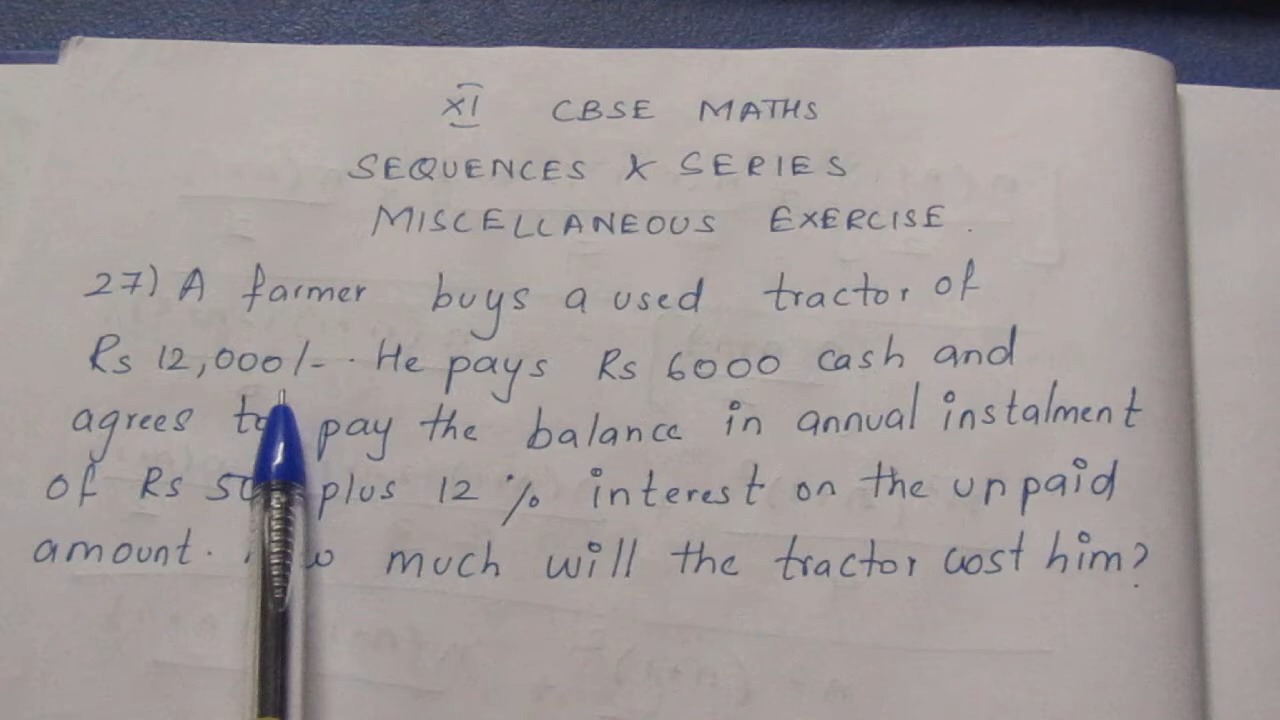 XI CBSE MATHS
SEQUENCES & SERIES
MISCELLANEOUS EXERCISE.
27) A farmer buys a used tractor of
Rs 12,000/-. He pays Rs 6000 cash and
agrees to pay the balance in annual instalment
of Rs plus 12% interest on the unpaid
amount. much will the tractor cost him?